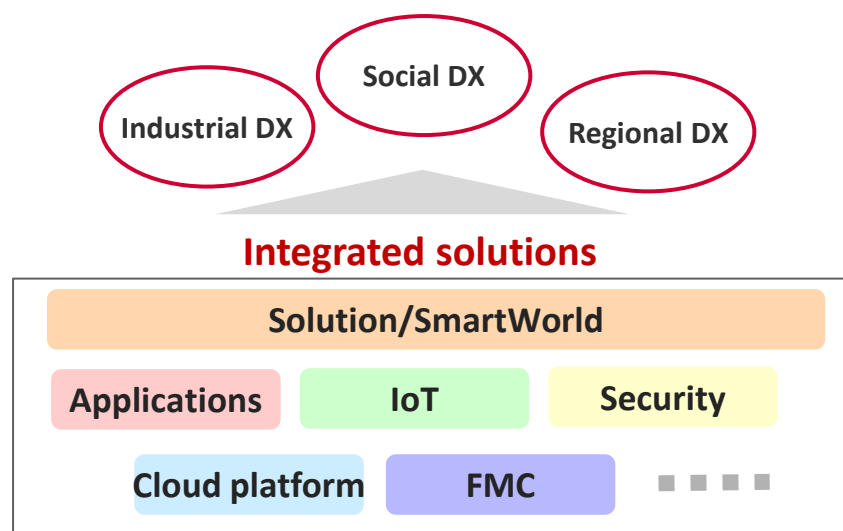 Social DX
Industrial DX
Regional DX
Integrated solutions
Solution/SmartWorld
Applications
IoT
Security
Cloud platform
FMC